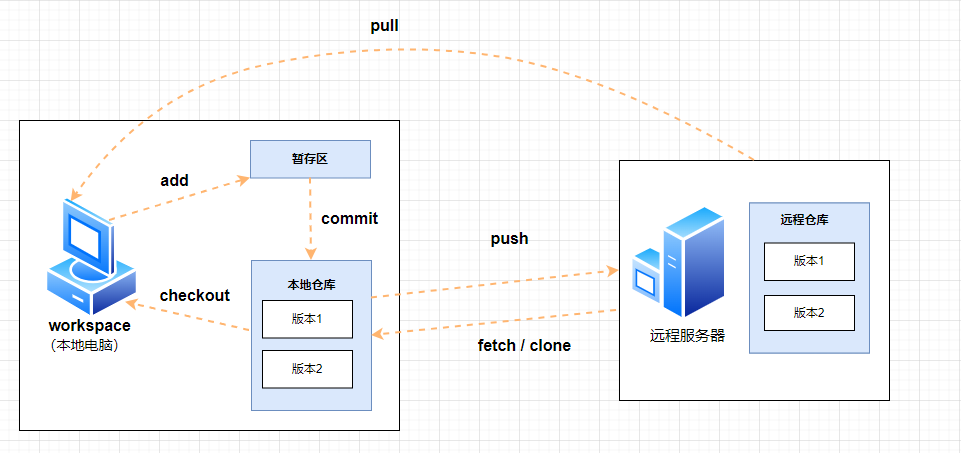 pull
暂存区
add
commit
push
远程仓库
版本1
版本2
远程服务器
checkout
本地仓库
版本1
版本2
workspace
（本地电脑）
fetch / clone